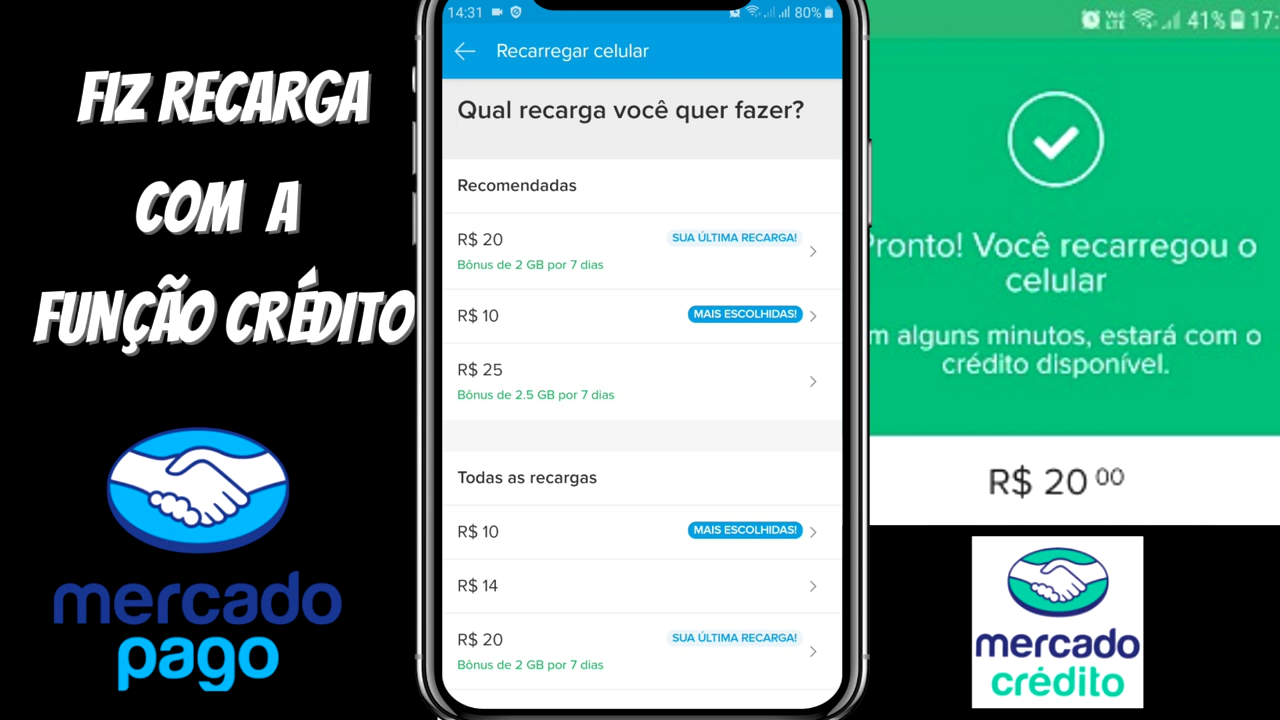 FIZ RECARGA
COM A
FUNÇÃO CRÉDITO
mercado
pago
14:31
80%
Recarregar celular
Qual recarga você quer fazer?
Recomendadas
R$ 20
SUA ÚLTIMA RECARGA!
Bônus de 2 GB por 7 dias
R$ 10
MAIS ESCOLHIDAS!
R$ 25
Bônus de 2.5 GB por 7 dias
Todas as recargas
R$ 10
MAIS ESCOLHIDAS!
R$ 14
R$ 20
SUA ÚLTIMA RECARGA!
Bônus de 2 GB por 7 dias
41% 17:
Pronto! Você recarregou o
celular
m alguns minutos, estará com o
crédito disponível.
R$ 20 00
mercado
crédito